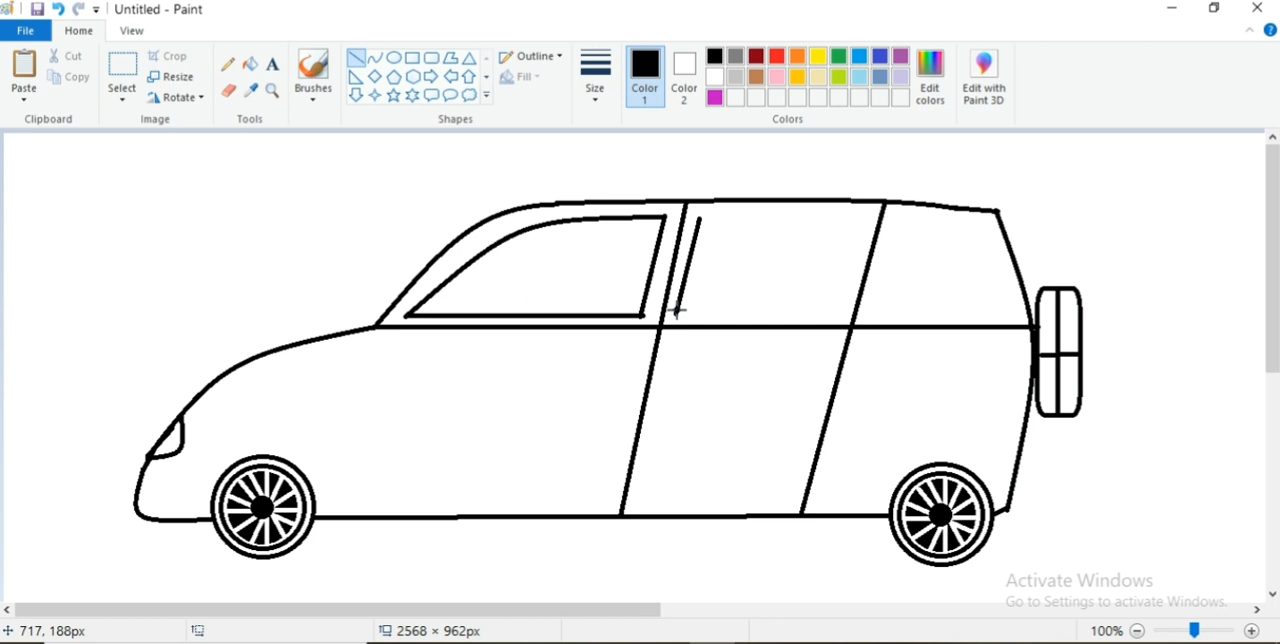 Untitled - Paint
File Home View
Paste
Cut
Copy
Clipboard
Select
Crop
Resize
Rotate
Image
A
Tools
Brushes
Shapes
Outline
Fill
Size
Color 1
Color 2
Colors
Edit colors
Edit with Paint 3D
Activate Windows
Go to Settings to activate Windows.
717, 188px
2568 × 962px
100%